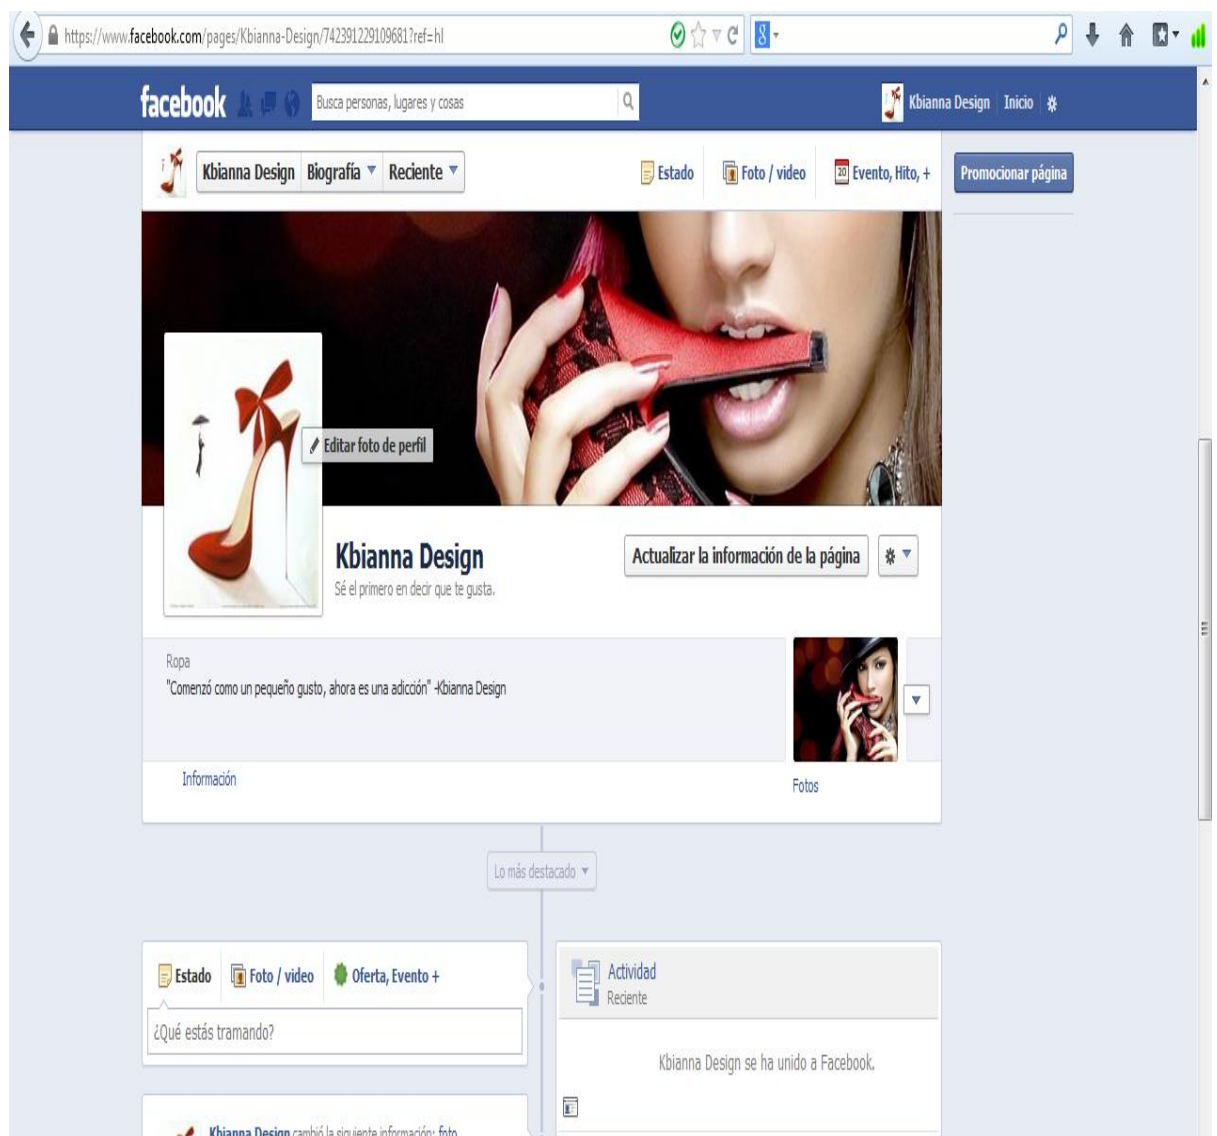 https://www.facebook.com/pages/Kbianna-Design/742391229109681?ref=hl
8
facebook
Busca personas, lugares y cosas
Kbianna Design Inicio
Kbianna Design Biografía Reciente
Estado Foto / video 20 Evento, Hito, +
Promocionar página
Editar foto de perfil
Kbianna Design
Sé el primero en decir que te gusta.
Actualizar la información de la página
Ropa
"Comenzó como un pequeño gusto, ahora es una adicción" -Kbianna Design
Información
Fotos
Lo más destacado
Estado Foto / video Oferta, Evento +
¿Qué estás tramando?
Actividad
Reciente
Kbianna Design se ha unido a Facebook.
Kbianna Design cambió la siguiente información: foto